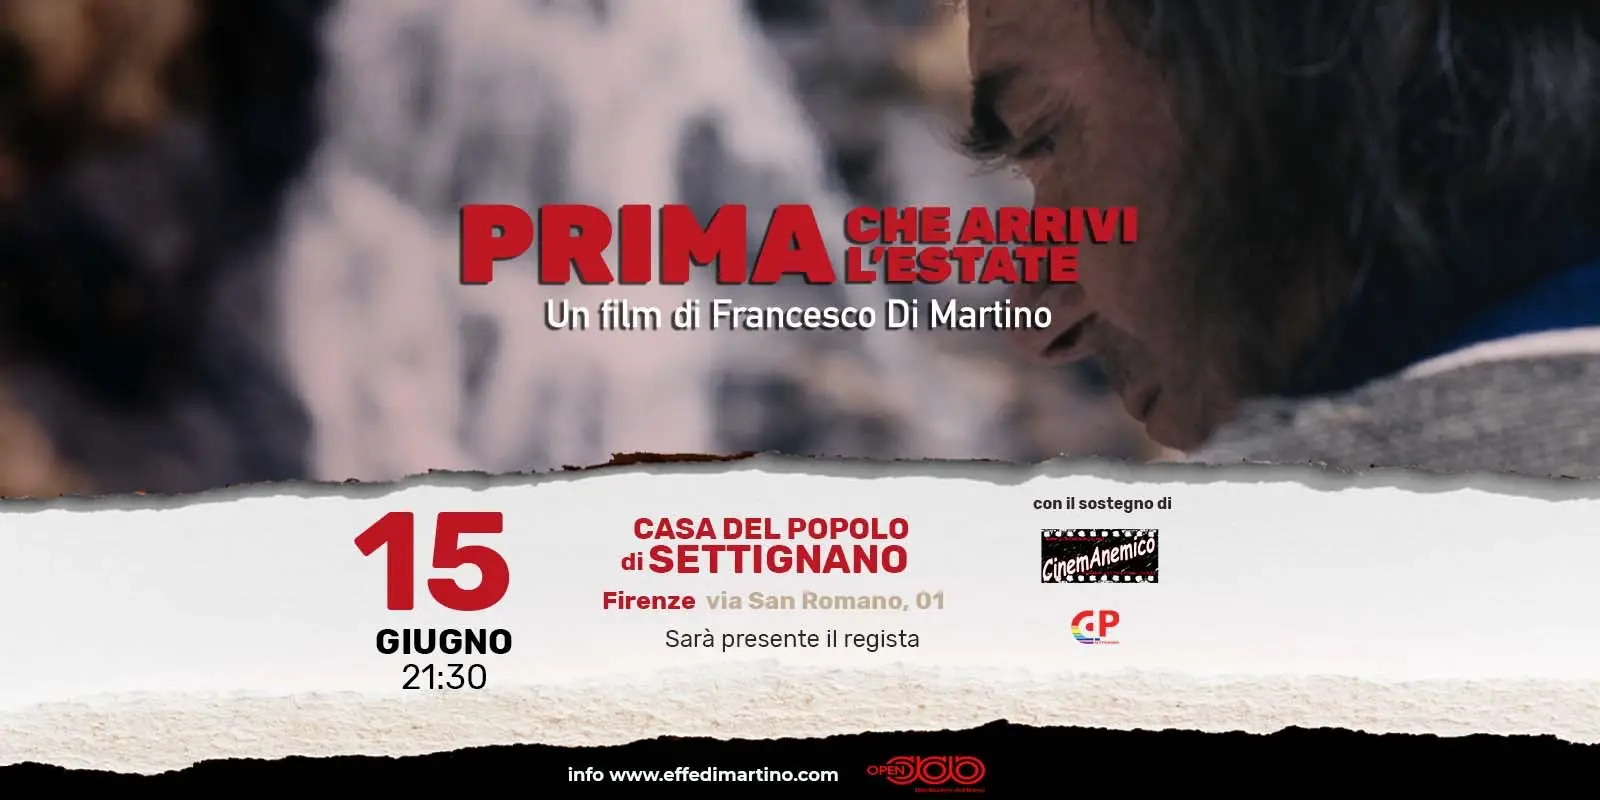 PRIMA CHE ARRIVI
L'ESTATE
Un film di Francesco Di Martino
15
GIUGNO
21:30
CASA DEL POPOLO
di SETTIGNANO
Firenze via San Romano, 01
Sarà presente il regista
con il sostegno di
CinemAnemico
info www.effedimartino.com
OPEN